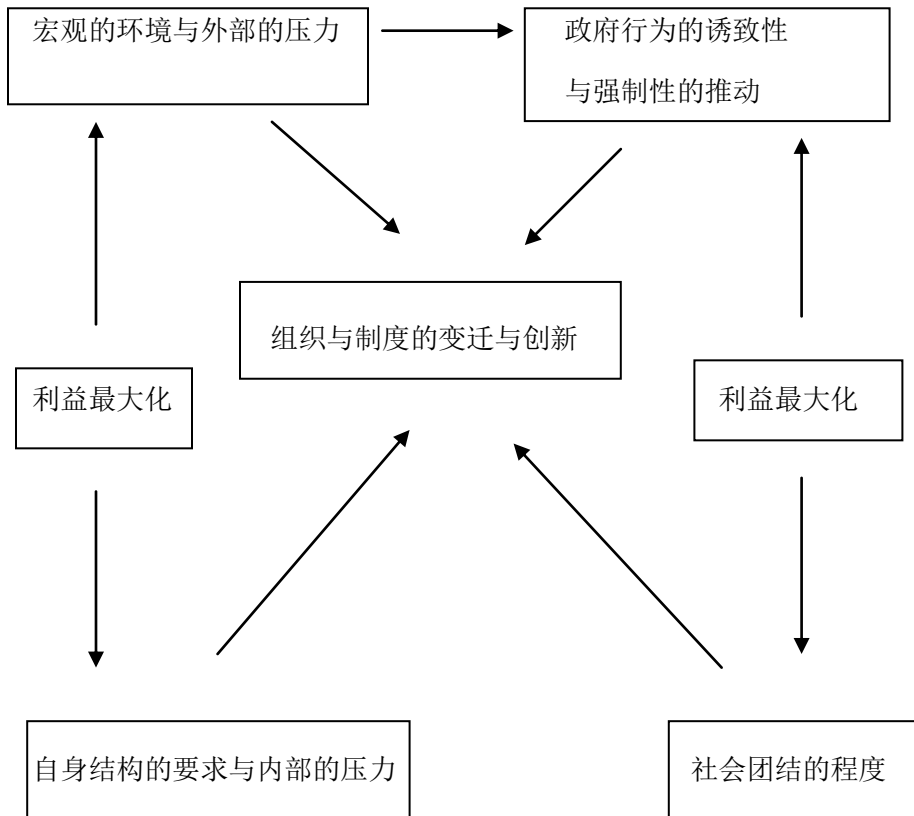 宏观的环境与外部的压力
政府行为的诱致性
与强制性的推动
组织与制度的变迁与创新
利益最大化
利益最大化
自身结构的要求与内部的压力
社会团结的程度